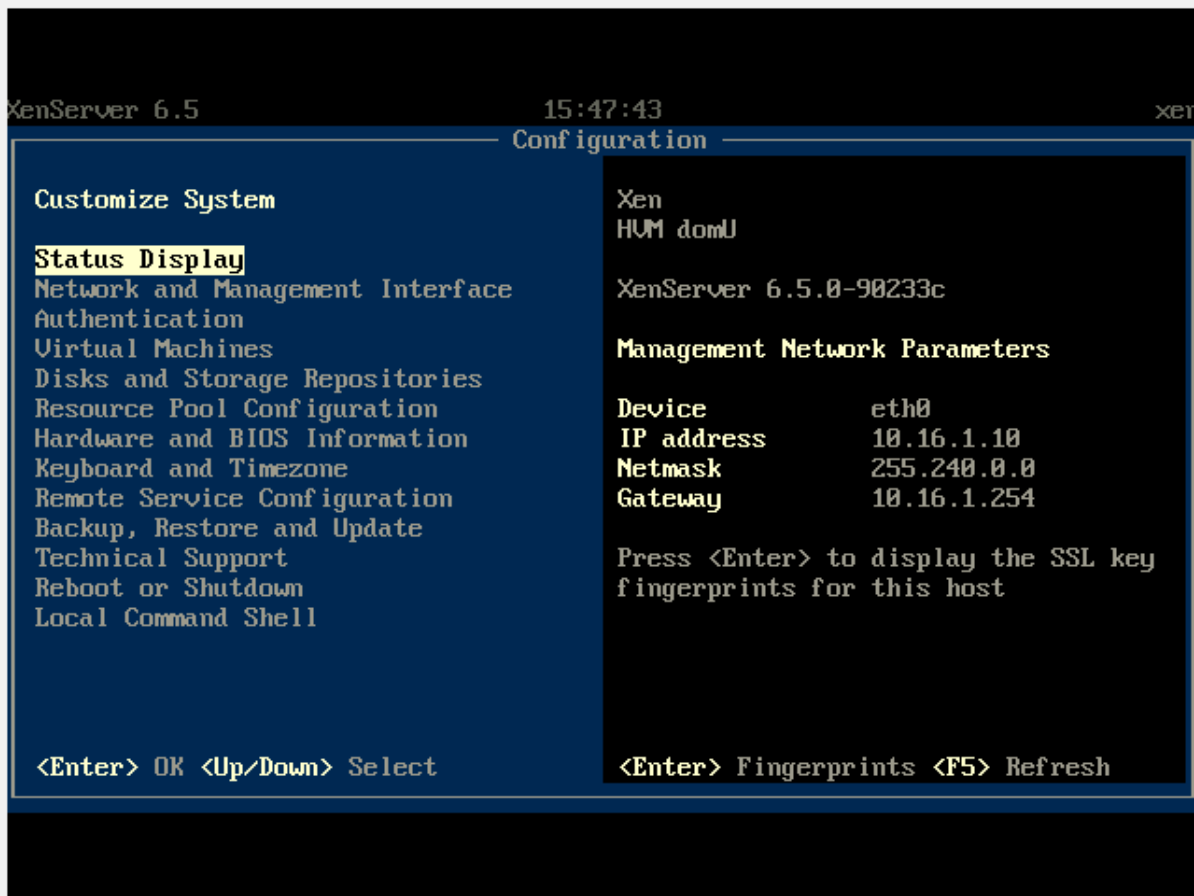 XenServer 6.5 15:47:43 xen
Configuration
Customize System
Status Display
Network and Management Interface
Authentication
Virtual Machines
Disks and Storage Repositories
Resource Pool Configuration
Hardware and BIOS Information
Keyboard and Timezone
Remote Service Configuration
Backup, Restore and Update
Technical Support
Reboot or Shutdown
Local Command Shell
<Enter> OK <Up/Down> Select
Xen
HVM domU
XenServer 6.5.0-90233c
Management Network Parameters
Device eth0
IP address 10.16.1.10
Netmask 255.240.0.0
Gateway 10.16.1.254
Press <Enter> to display the SSL key
fingerprints for this host
<Enter> Fingerprints <F5> Refresh